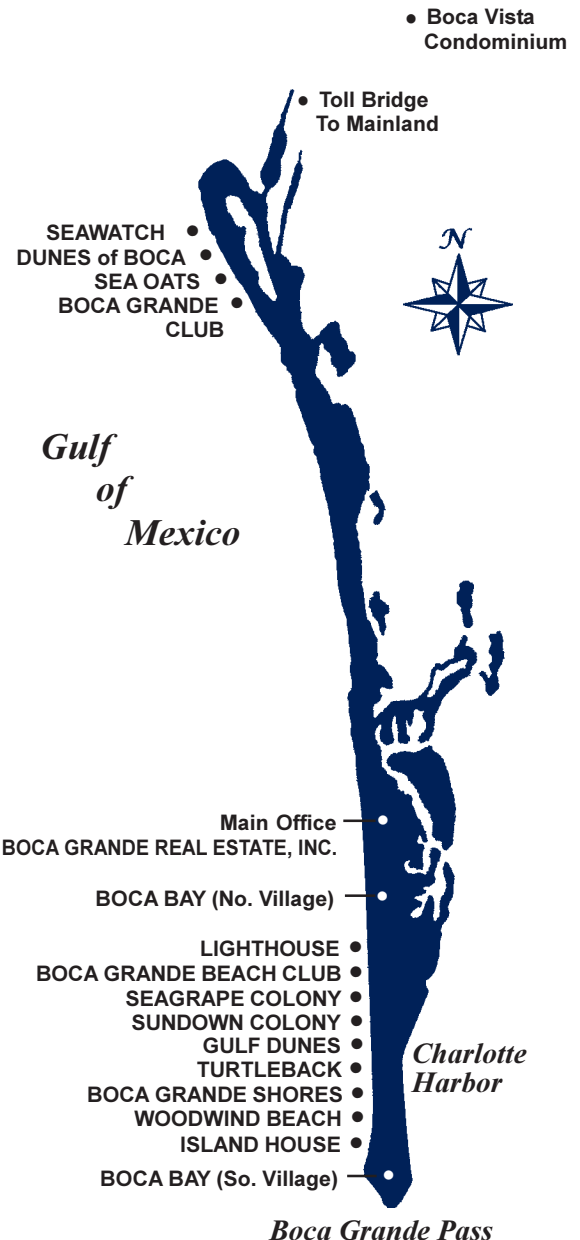 Boca Vista
Condominium
Toll Bridge
To Mainland
N
SEAWATCH
DUNES of BOCA
SEA OATS
BOCA GRANDE
CLUB
Gulf
of
Mexico
Main Office
BOCA GRANDE REAL ESTATE, INC.
BOCA BAY (No. Village)
LIGHTHOUSE
BOCA GRANDE BEACH CLUB
SEAGRAPE COLONY
SUNDOWN COLONY
GULF DUNES
TURTLEBACK
BOCA GRANDE SHORES
WOODWIND BEACH
ISLAND HOUSE
Charlotte
Harbor
BOCA BAY (So. Village)
Boca Grande Pass